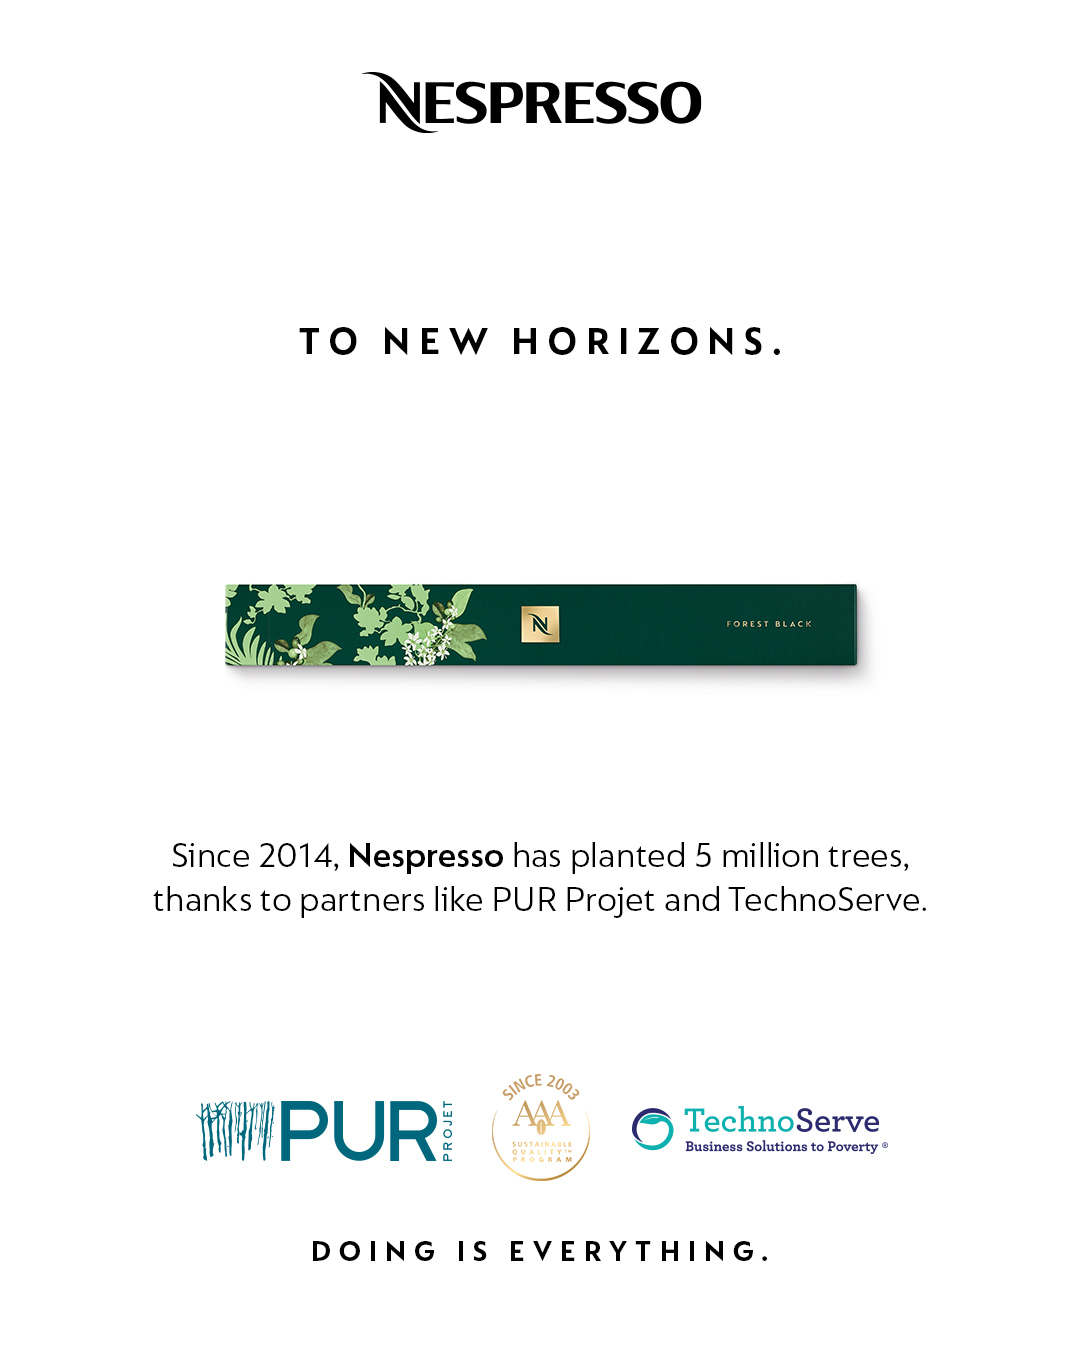 NESPRESSO
TO NEW HORIZONS.
N
FOREST BLACK
Since 2014, Nespresso has planted 5 million trees,
thanks to partners like PUR Projet and TechnoServe.
PUR PROJET
SINCE 2003
AAA
SUSTAINABLE
QUALITY™
PROGRAM
TechnoServe
Business Solutions to Poverty ®
DOING IS EVERYTHING.